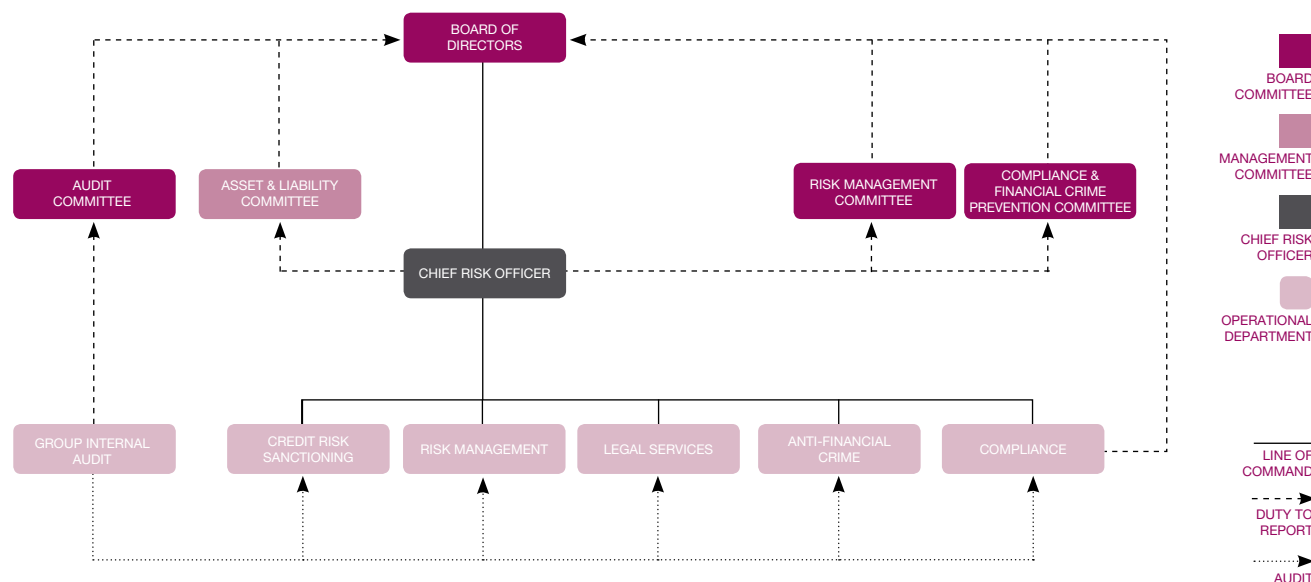 BOARD OF
DIRECTORS
AUDIT
COMMITTEE
ASSET & LIABILITY
COMMITTEE
RISK MANAGEMENT
COMMITTEE
COMPLIANCE &
FINANCIAL CRIME
PREVENTION COMMITTEE
CHIEF RISK OFFICER
GROUP INTERNAL
AUDIT
CREDIT RISK
SANCTIONING
RISK MANAGEMENT
LEGAL SERVICES
ANTI-FINANCIAL
CRIME
COMPLIANCE
BOARD
COMMITTEE
MANAGEMENT
COMMITTEE
CHIEF RISK
OFFICER
OPERATIONAL
DEPARTMENT
LINE OF
COMMAND
DUTY TO
REPORT
AUDIT